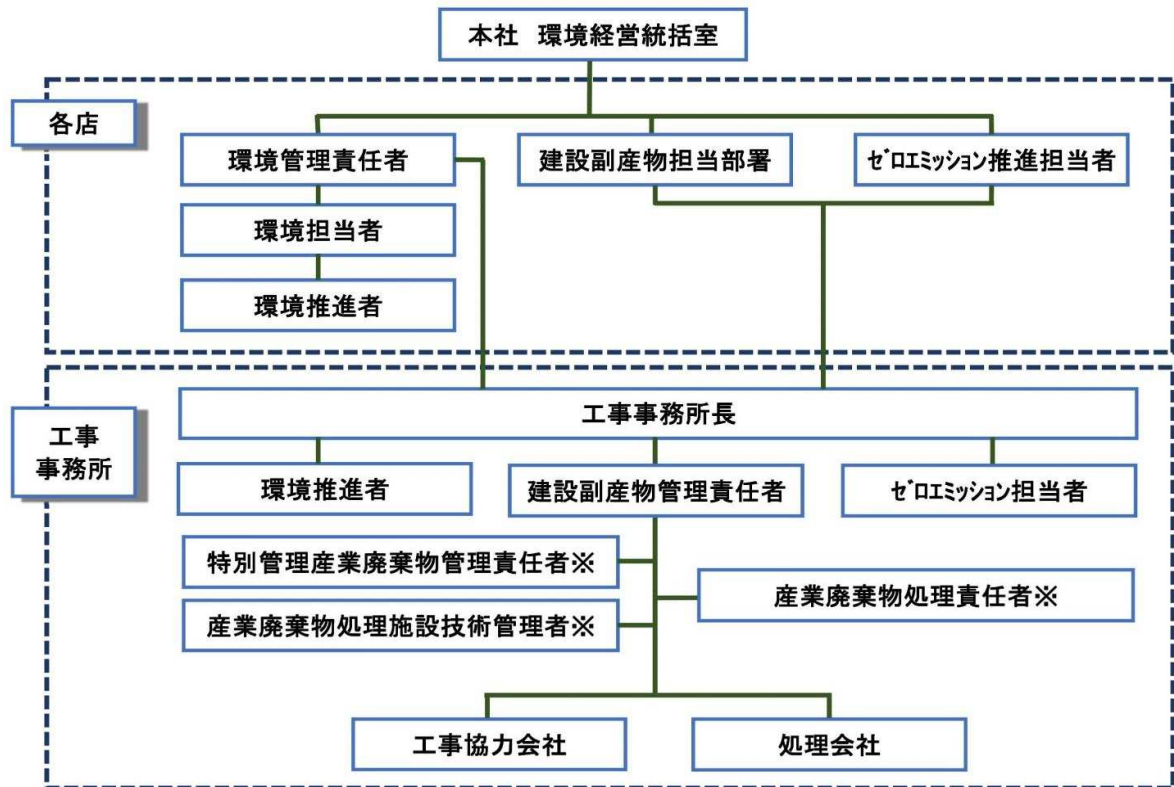 本社 環境経営統括室
各店
環境管理責任者
建設副産物担当部署
ｾﾞﾛｴﾐｯｼｮﾝ推進担当者
環境担当者
環境推進者
工事
事務所
工事事務所長
環境推進者
建設副産物管理責任者
ｾﾞﾛｴﾐｯｼｮﾝ担当者
特別管理産業廃棄物管理責任者※
産業廃棄物処理責任者※
産業廃棄物処理施設技術管理者※
工事協力会社
処理会社